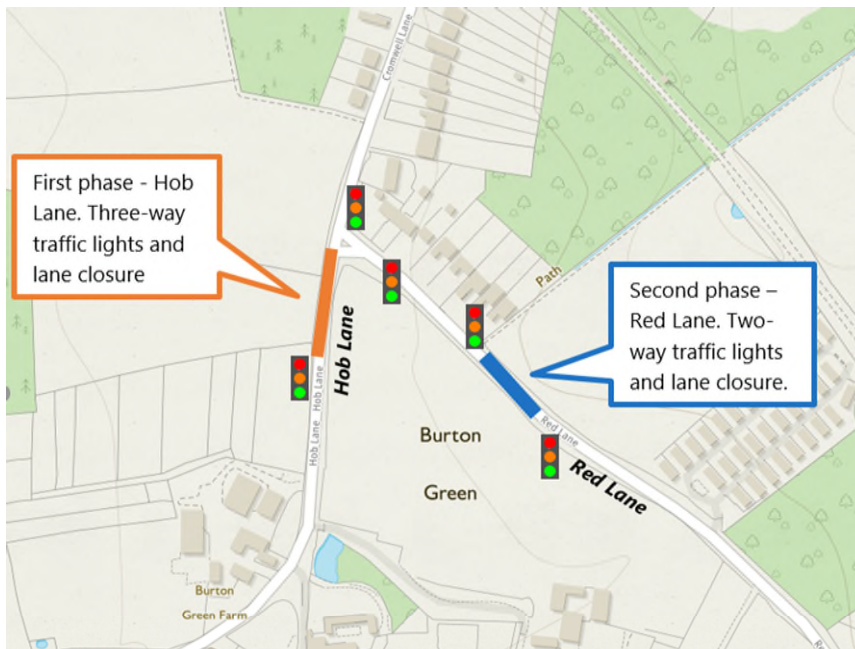 Cromwell Lane
First phase - Hob
Lane. Three-way
traffic lights and
lane closure
Path
Second phase –
Red Lane. Two-
way traffic lights
and lane closure.
Hob Lane
Hob Lane
Hob Lane
Red Lane
Red Lane
Burton
Green
Burton
Green Farm
Re